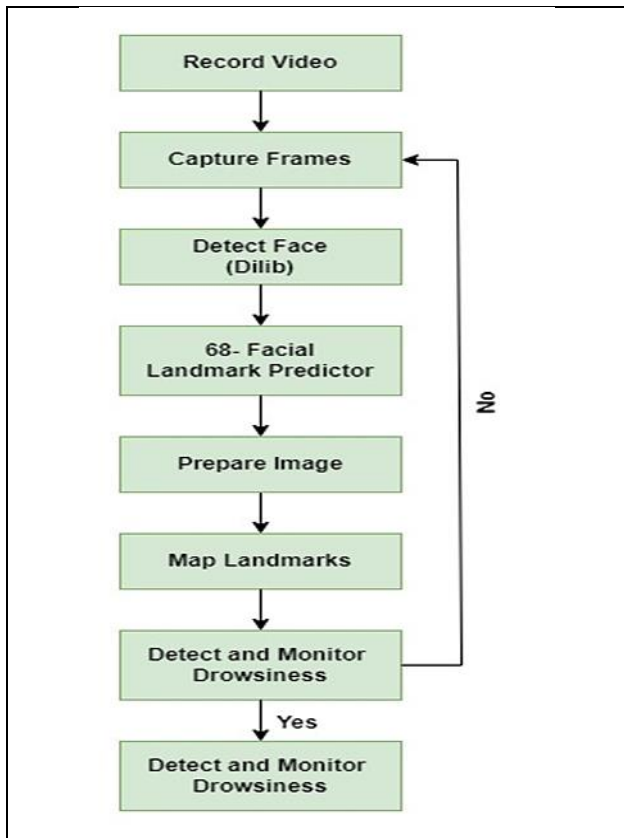 Record Video
Capture Frames
Detect Face
(Dilib)
68- Facial
Landmark Predictor
Prepare Image
Map Landmarks
Detect and Monitor
Drowsiness
No
Yes
Detect and Monitor
Drowsiness